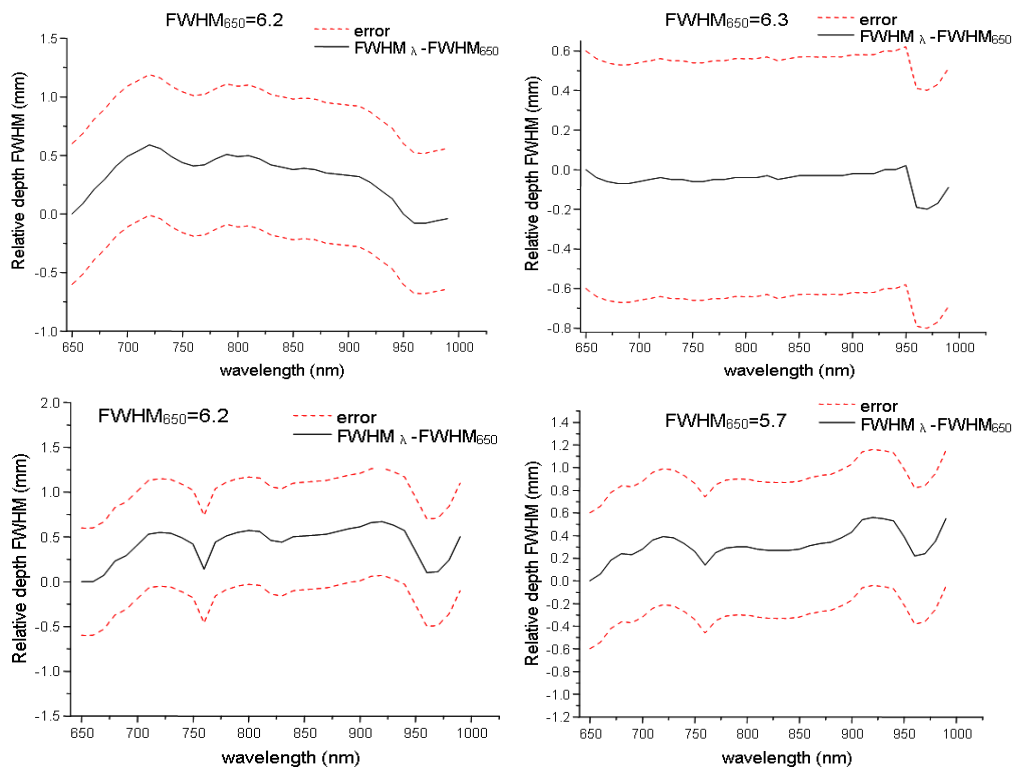 FWHM650=6.2
error
FWHM λ -FWHM650
Relative depth FWHM (mm)
1.5
1.0
0.5
0.0
-0.5
-1.0
650 700 750 800 850 900 950 1000
wavelength (nm)
FWHM650=6.3
error
FWHM λ -FWHM650
Relative depth FWHM (mm)
0.6
0.4
0.2
0.0
-0.2
-0.4
-0.6
-0.8
650 700 750 800 850 900 950 1000
wavelength (nm)
FWHM650=6.2
error
FWHM λ -FWHM650
Relative depth FWHM (mm)
2.0
1.5
1.0
0.5
0.0
-0.5
-1.0
-1.5
650 700 750 800 850 900 950 1000
wavelength (nm)
FWHM650=5.7
error
FWHM λ -FWHM650
Relative depth FWHM (mm)
1.4
1.2
1.0
0.8
0.6
0.4
0.2
0.0
-0.2
-0.4
-0.6
-0.8
-1.0
-1.2
650 700 750 800 850 900 950 1000
wavelength (nm)